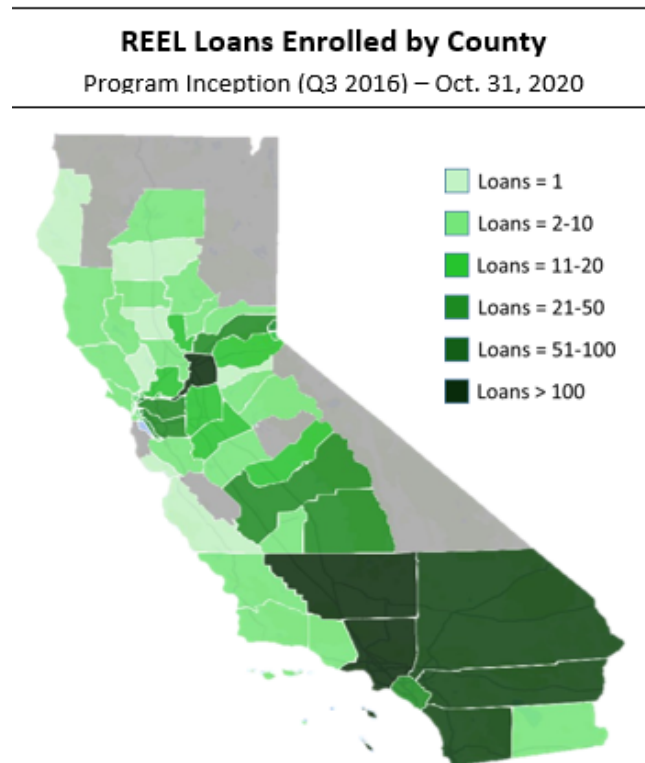 REEL Loans Enrolled by County
Program Inception (Q3 2016) – Oct. 31, 2020
Loans = 1
Loans = 2-10
Loans = 11-20
Loans = 21-50
Loans = 51-100
Loans > 100